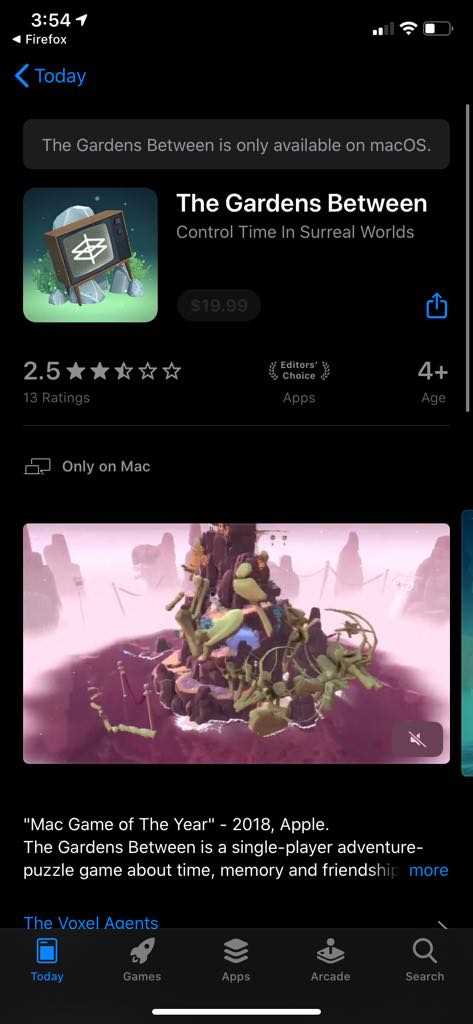 3:54
Firefox
Today
The Gardens Between is only available on macOS.
The Gardens Between
Control Time In Surreal Worlds
$19.99
2.5
Editors'
Choice
4+
13 Ratings
Apps
Age
Only on Mac
"Mac Game of The Year" - 2018, Apple.
The Gardens Between is a single-player adventure-
puzzle game about time, memory and friendship more
The Voxel Agents
Today
Games
Apps
Arcade
Search